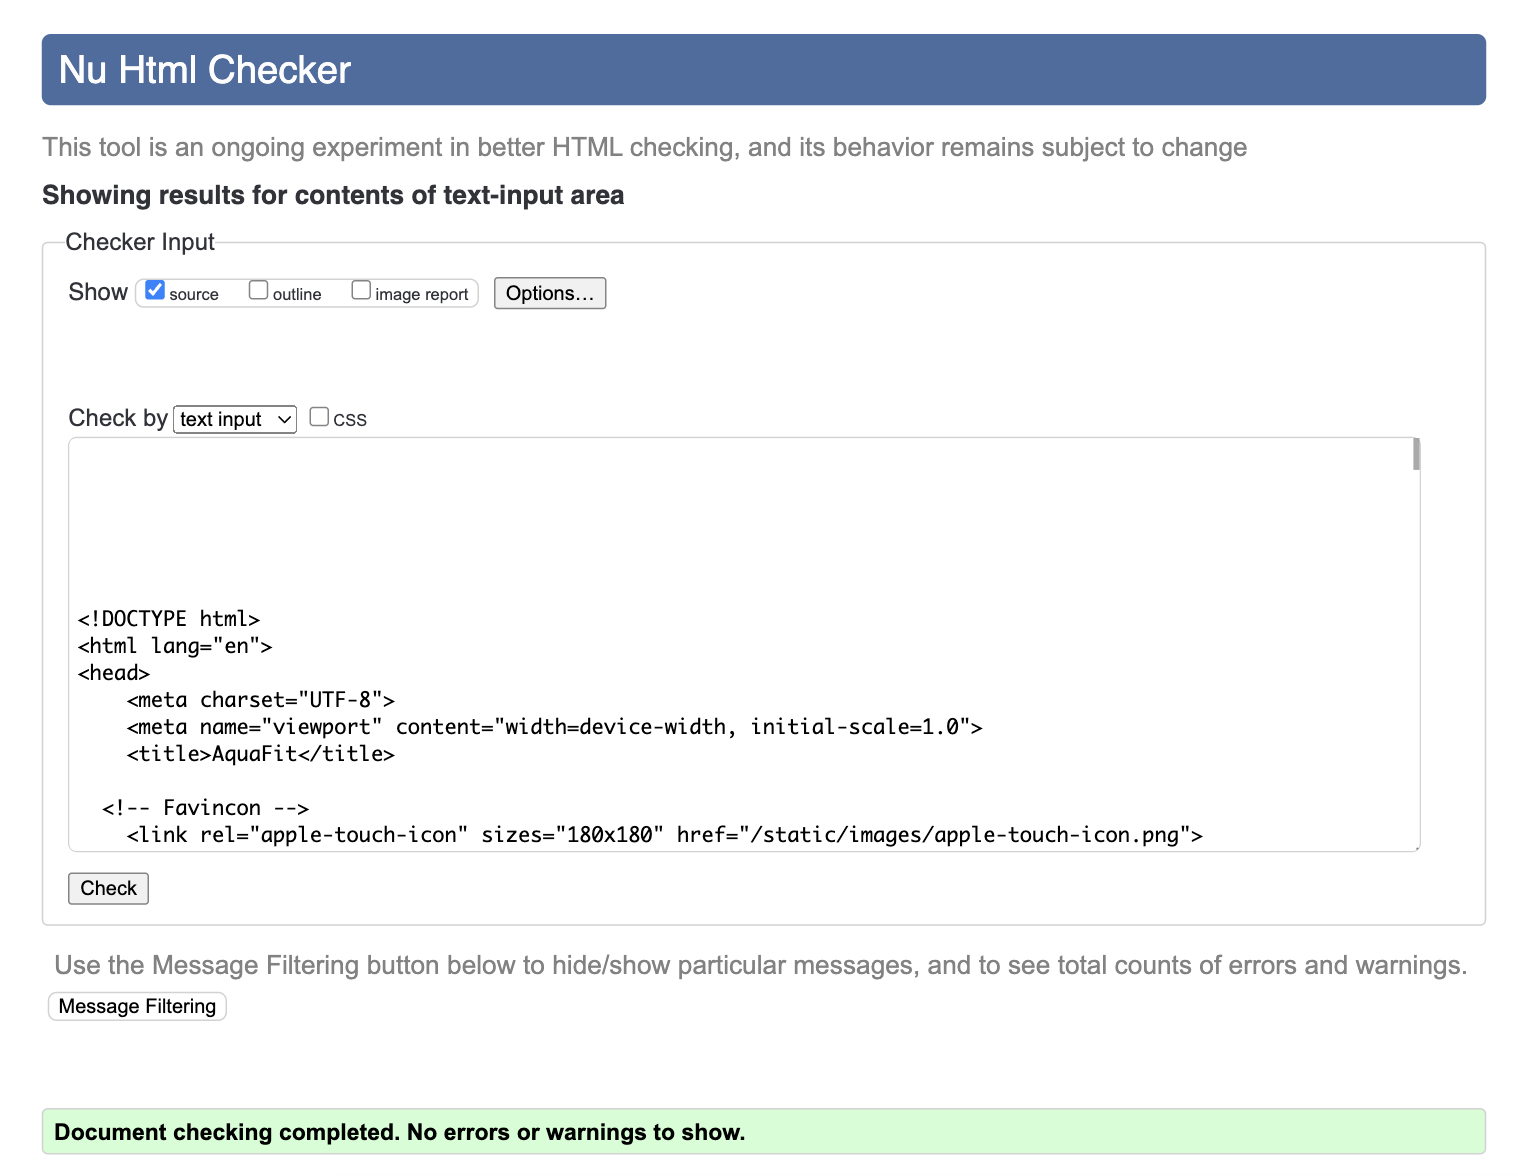 Nu Html Checker
This tool is an ongoing experiment in better HTML checking, and its behavior remains subject to change
Showing results for contents of text-input area
Checker Input
Show source outline image report Options...
Check by text input css
<!DOCTYPE html>
<html lang="en">
<head>
    <meta charset="UTF-8">
    <meta name="viewport" content="width=device-width, initial-scale=1.0">
    <title>AquaFit</title>
  <!-- Favincon -->
    <link rel="apple-touch-icon" sizes="180x180" href="/static/images/apple-touch-icon.png">
Check
Use the Message Filtering button below to hide/show particular messages, and to see total counts of errors and warnings.
Message Filtering
Document checking completed. No errors or warnings to show.